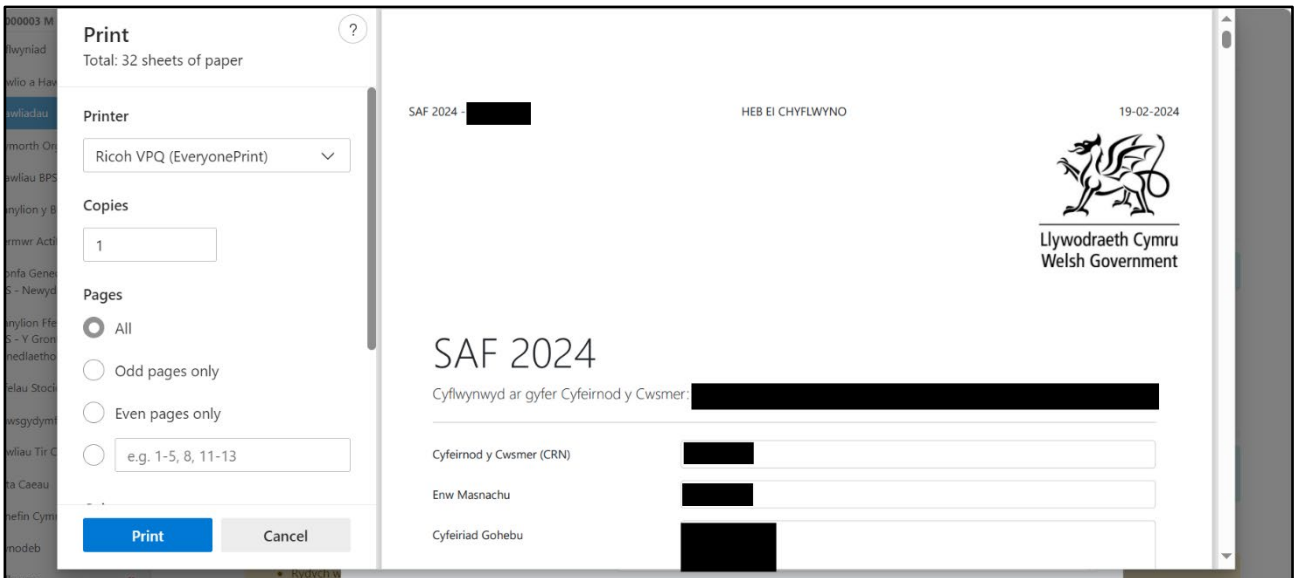 Print
Total: 32 sheets of paper
?
Printer
Ricoh VPQ (EveryonePrint)
Copies
1
Pages
All
Odd pages only
Even pages only
e.g. 1-5, 8, 11-13
Print
Cancel
SAF 2024 -
HEB EI CHYFLWYNO
19-02-2024
Llywodraeth Cymru
Welsh Government
SAF 2024
Cyflwynwyd ar gyfer Cyfeirnod y Cwsmer:
Cyfeirnod y Cwsmer (CRN)
Enw Masnachu
Cyfeiriad Gohebu